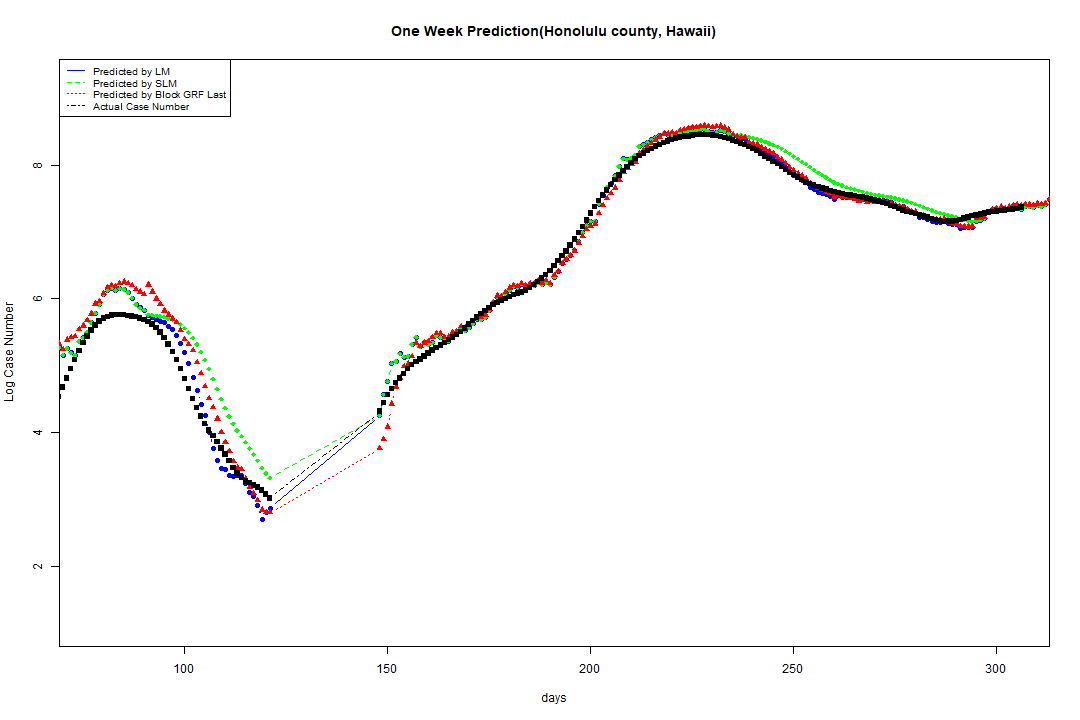 One Week Prediction(Honolulu county, Hawaii)
Predicted by LM
Predicted by SLM
Predicted by Block GRF Last
Actual Case Number
Log Case Number
8
6
4
2
100 150 200 250 300
days